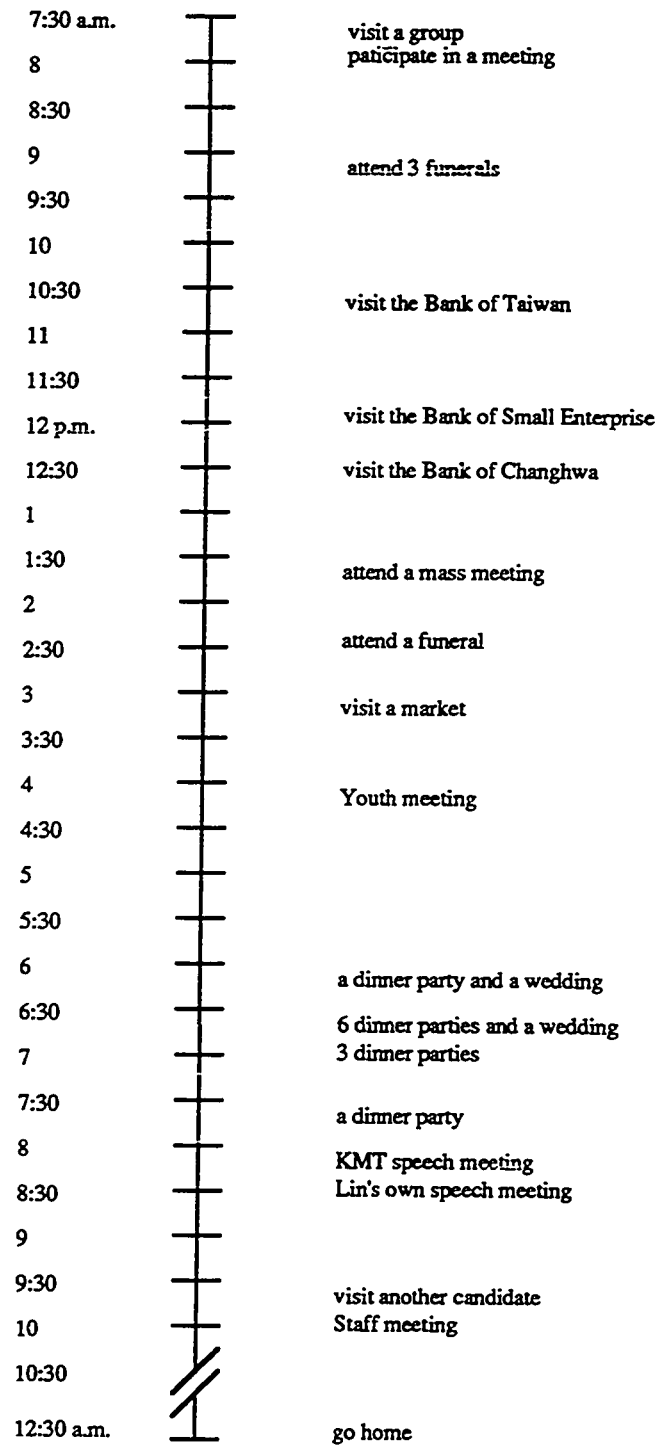 7:30 a.m.
visit a group
8
paticipate in a meeting
8:30
9
attend 3 funerals
9:30
10
10:30
visit the Bank of Taiwan
11
11:30
12 p.m.
visit the Bank of Small Enterprise
12:30
visit the Bank of Changhwa
1
1:30
attend a mass meeting
2
2:30
attend a funeral
3
visit a market
3:30
4
Youth meeting
4:30
5
5:30
6
a dinner party and a wedding
6:30
6 dinner parties and a wedding
7
3 dinner parties
7:30
a dinner party
8
KMT speech meeting
8:30
Lin's own speech meeting
9
9:30
visit another candidate
10
Staff meeting
10:30
12:30 a.m.
go home